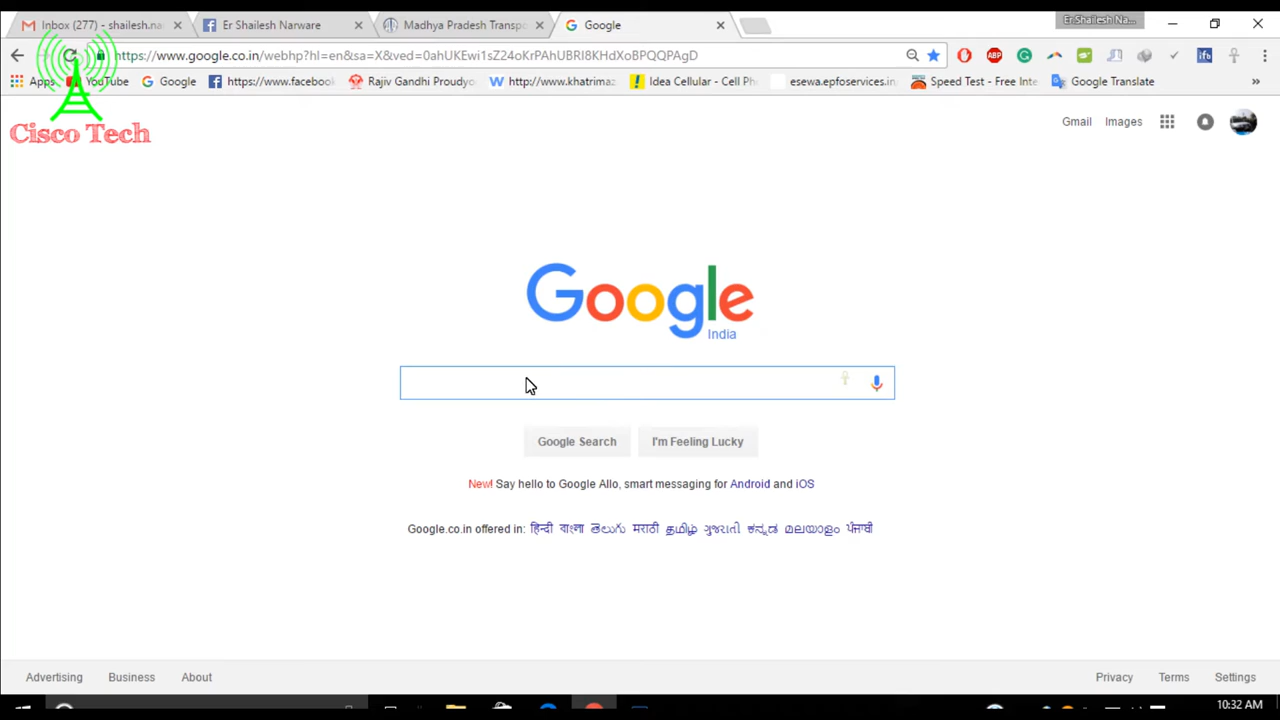 Inbox (277) - shailesh.na
Er Shailesh Narware
Madhya Pradesh Transpo
Google
Er Shailesh Na...
https://www.google.co.in/webhp?hl=en&sa=X&ved=0ahUKEwi1sZ24oKrPAhUBRI8KHdXoBPQQPAgD
Apps
YouTube
Google
https://www.facebook
Rajiv Gandhi Proudyo
http://www.khatrimaz
Idea Cellular - Cell Ph
esewa.epfoservices.in
Speed Test - Free Inte
Google Translate
»
Cisco Tech
Gmail
Images
Google
India
Google Search
I'm Feeling Lucky
New! Say hello to Google Allo, smart messaging for Android and iOS
Google.co.in offered in: हिन्दी বাংলা తెలుగు मराठी தமிழ் ગુજરાતી ಕನ್ನಡ മലയാളം ਪੰਜਾਬੀ
Advertising
Business
About
Privacy
Terms
Settings
10:32 AM